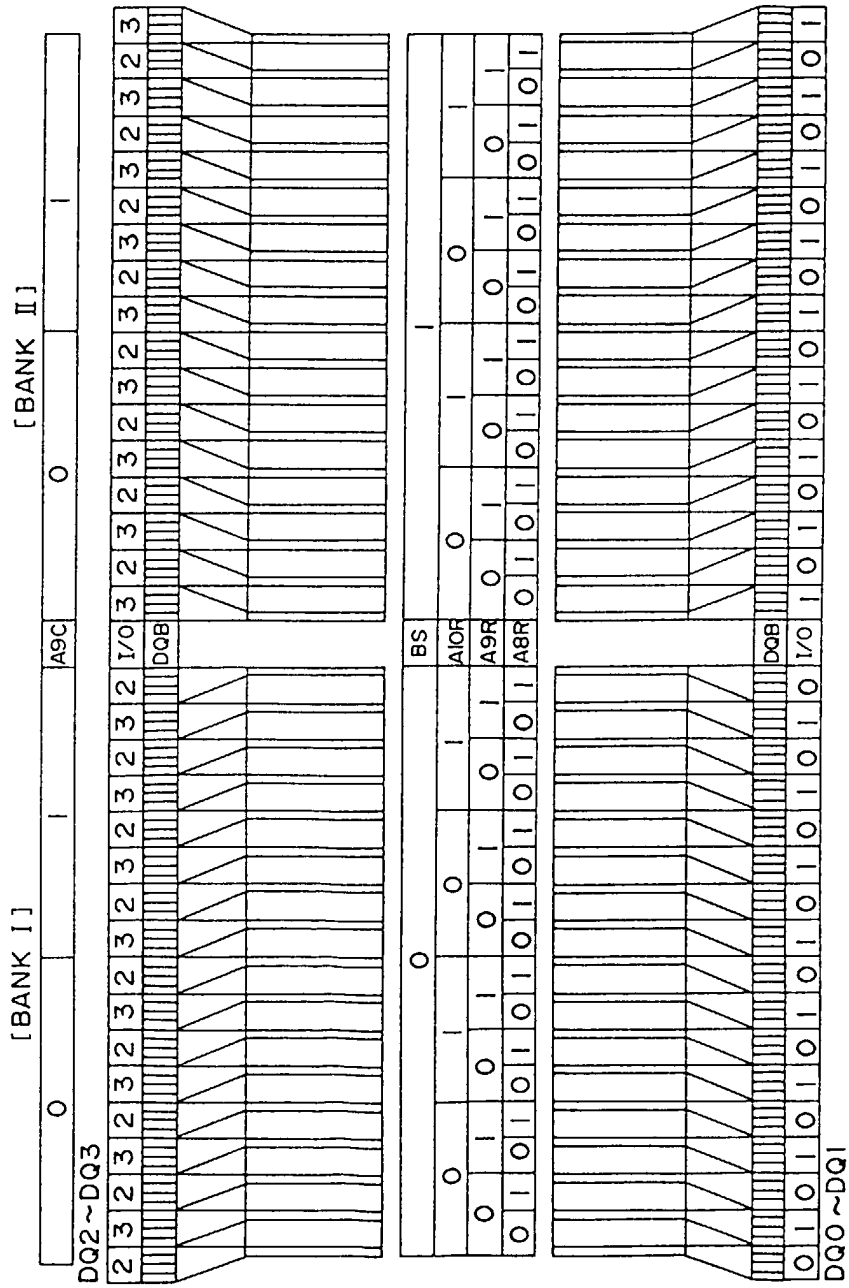 [BANK I] [BANK II]
0 1 A9C 0 1
DQ2~DQ3
2 3 2 3 2 3 2 3 2 3 2 3 2 3 2 3 2 I/O 3 2 3 2 3 2 3 2 3 2 3 2 3 2 3 2 3
DQB
0 BS 1
0 1 0 1 A10R 0 1 0 1
0 1 0 1 0 1 0 1 A9R 0 1 0 1 0 1 0 1
0 1 0 1 0 1 0 1 0 1 0 1 0 1 0 1 A8R 0 1 0 1 0 1 0 1 0 1 0 1 0 1 0 1
DQB
0 1 0 1 0 1 0 1 0 1 0 1 0 1 0 1 0 I/O 1 0 1 0 1 0 1 0 1 0 1 0 1 0 1 0 1
DQ0~DQ1